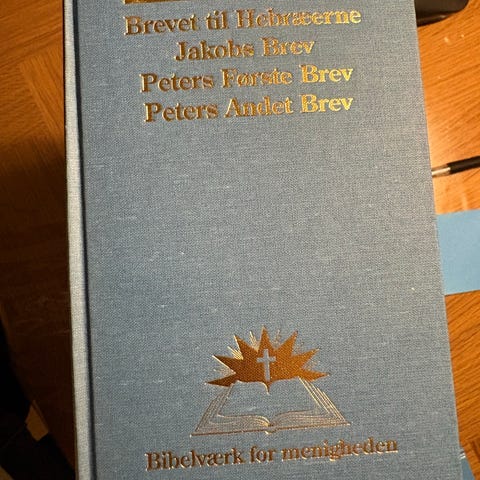 Brevet til Hebræerne
Jakobs Brev
Peters Første Brev
Peters Andet Brev
Bibelværk for menigheden